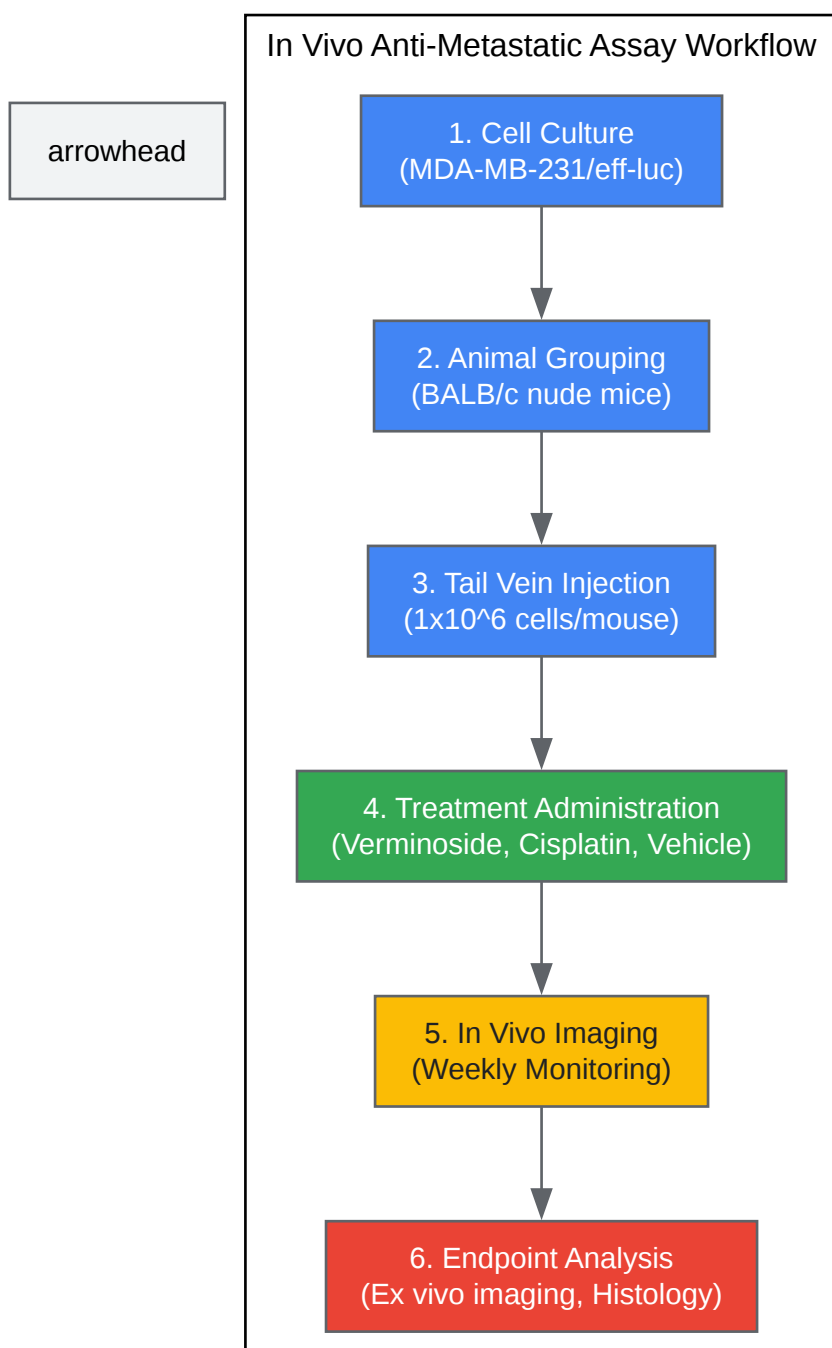 In Vivo Anti-Metastatic Assay Workflow
arrowhead
1. Cell Culture
(MDA-MB-231/eff-luc)
2. Animal Grouping
(BALB/c nude mice)
3. Tail Vein Injection
(1x10^6 cells/mouse)
4. Treatment Administration
(Verminoside, Cisplatin, Vehicle)
5. In Vivo Imaging
(Weekly Monitoring)
6. Endpoint Analysis
(Ex vivo imaging, Histology)